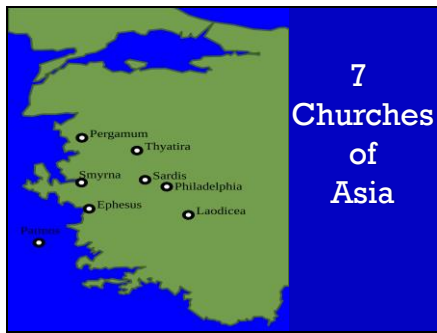 Pergamum
Thyatira
Smyrna
Sardis
Philadelphia
Ephesus
Laodicea
Patmos
7
Churches
of
Asia